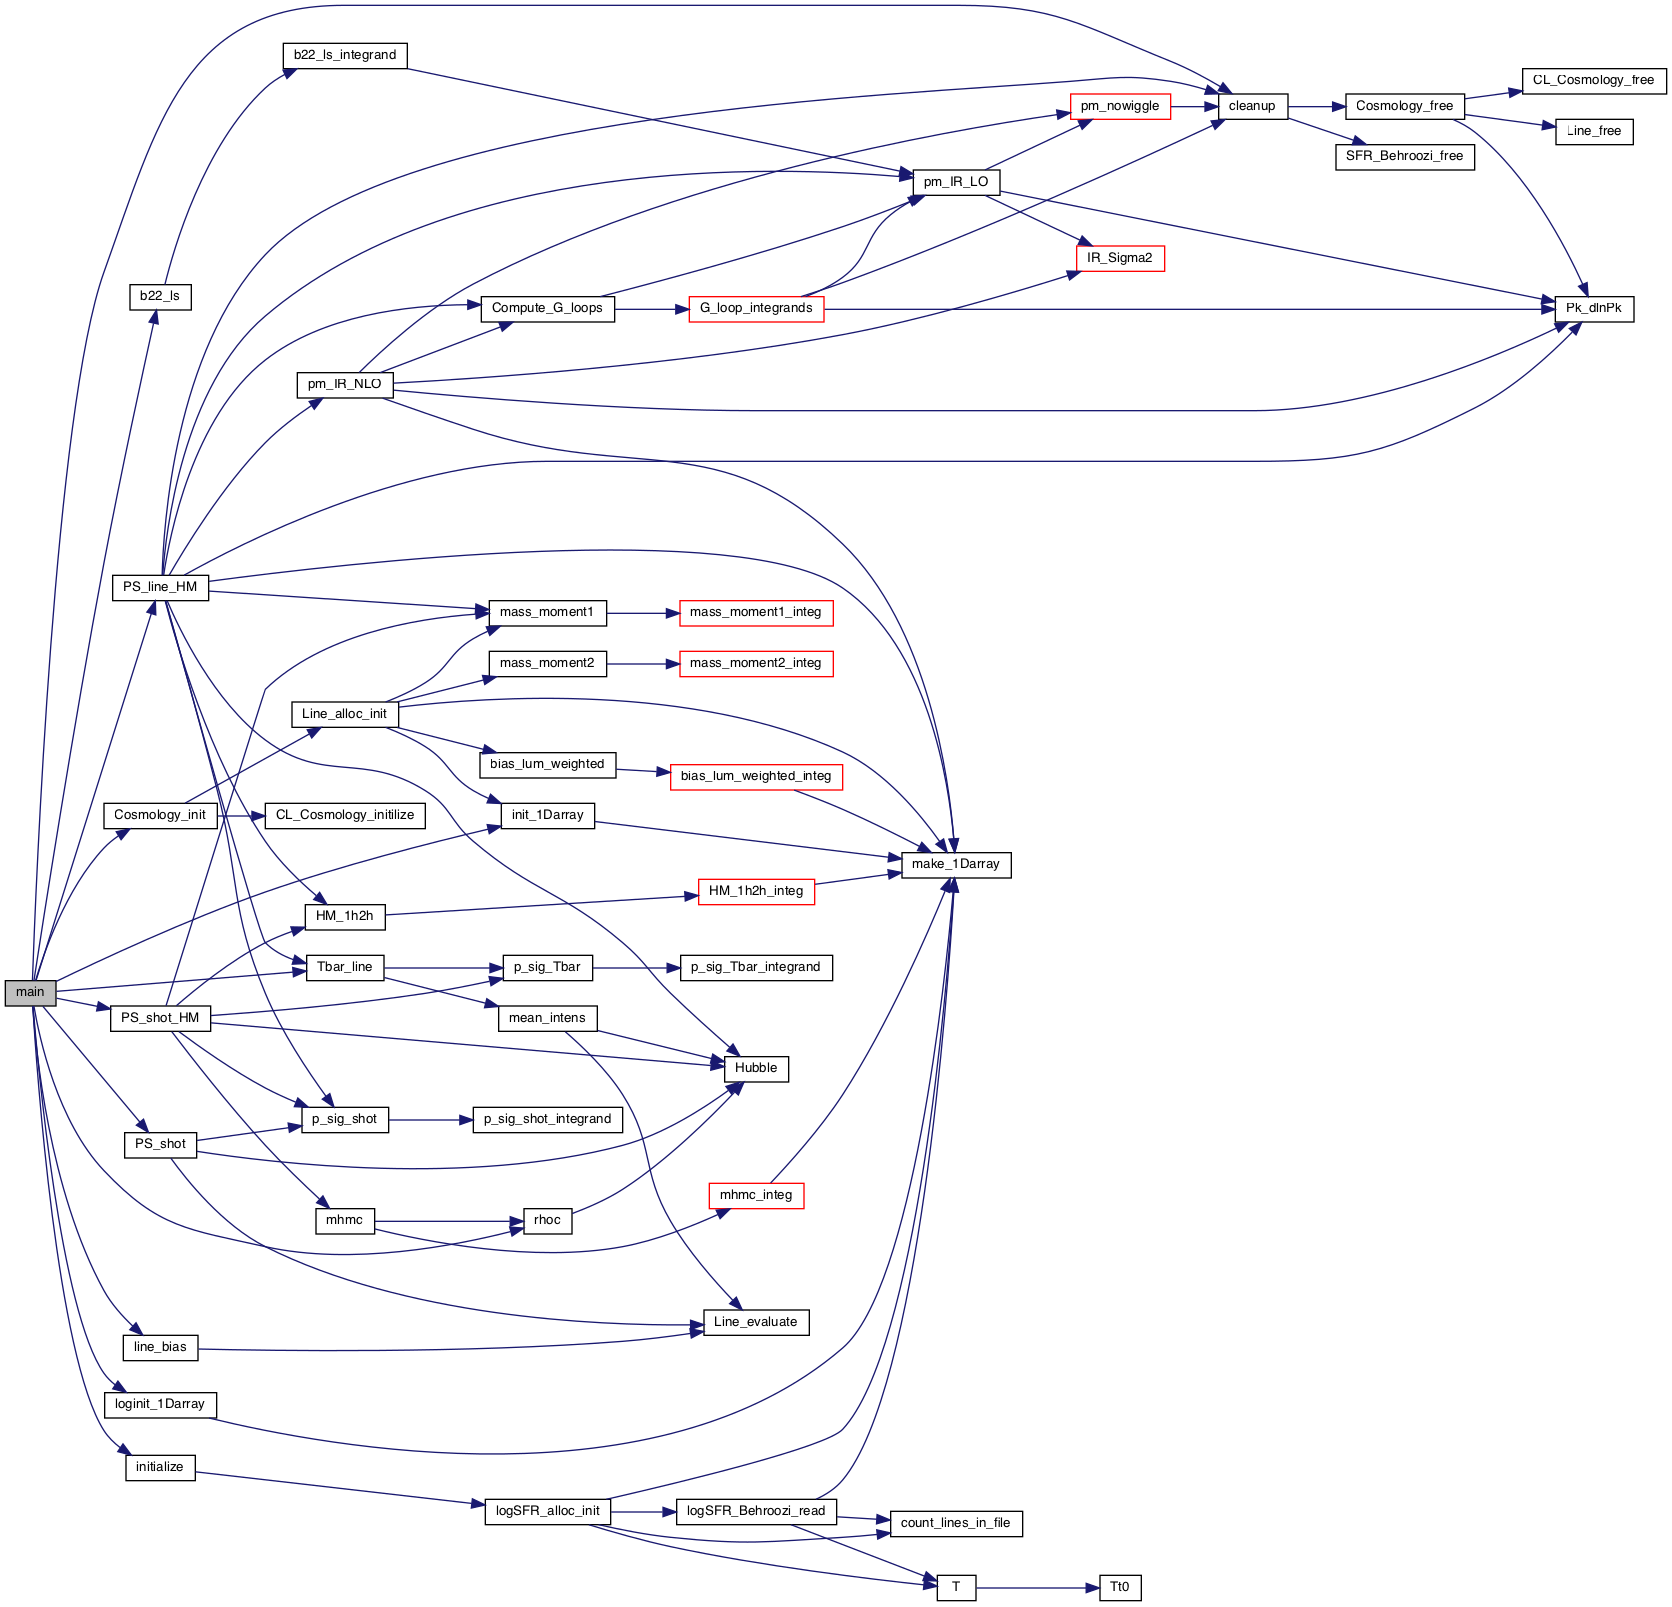 b22_ls_integrand
CL_Cosmology_free
pm_nowiggle
cleanup
Cosmology_free
Line_free
SFR_Behroozi_free
pm_IR_LO
IR_Sigma2
b22_ls
Compute_G_loops
G_loop_integrands
Pk_dlnPk
pm_IR_NLO
PS_line_HM
mass_moment1
mass_moment1_integ
mass_moment2
mass_moment2_integ
Line_alloc_init
bias_lum_weighted
bias_lum_weighted_integ
Cosmology_init
CL_Cosmology_initilize
init_1Darray
make_1Darray
HM_1h2h_integ
HM_1h2h
Tbar_line
p_sig_Tbar
p_sig_Tbar_integrand
main
PS_shot_HM
mean_intens
Hubble
p_sig_shot
p_sig_shot_integrand
PS_shot
mhmc_integ
mhmc
rhoc
Line_evaluate
line_bias
loginit_1Darray
initialize
logSFR_alloc_init
logSFR_Behroozi_read
count_lines_in_file
T
Tt0